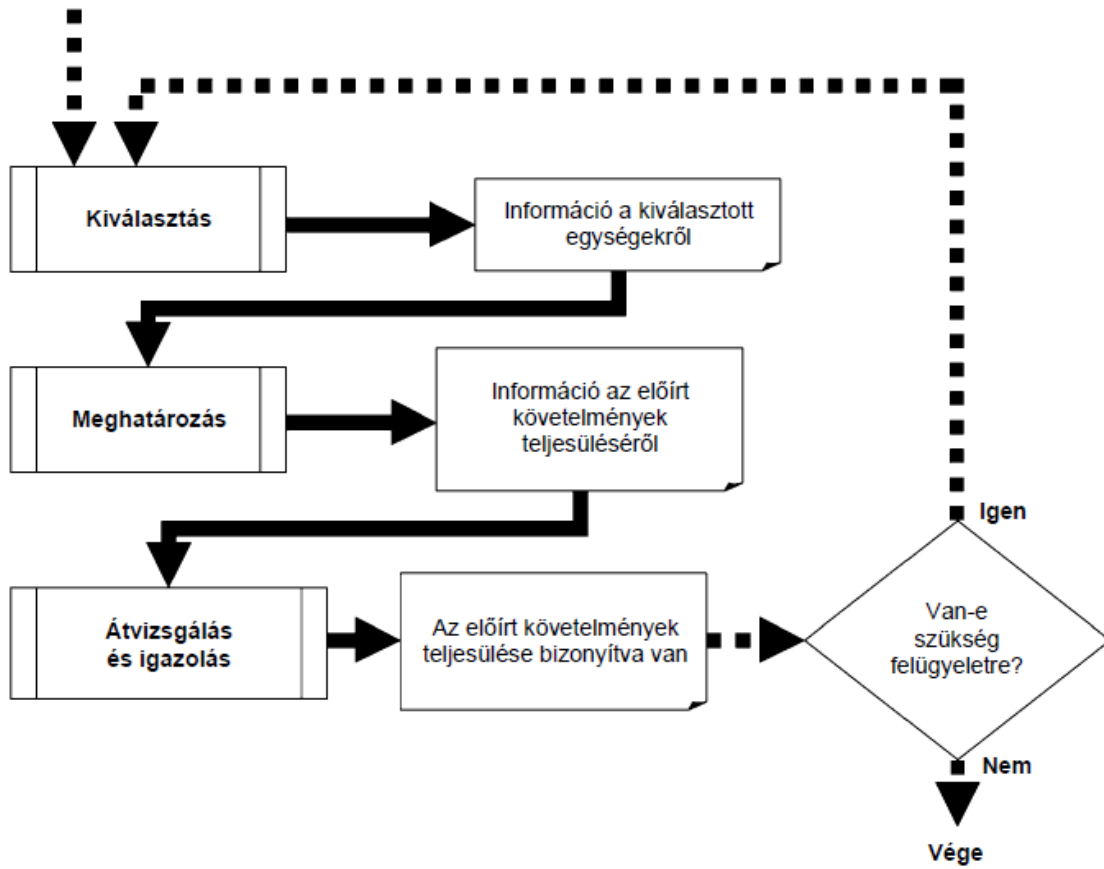 Kiválasztás
Információ a kiválasztott
egységekről
Meghatározás
Információ az előírt
követelmények
teljesüléséről
Igen
Átvizsgálás
és igazolás
Az előírt követelmények
teljesülése bizonyítva van
Van-e
szükség
felügyeletre?
Nem
Vége